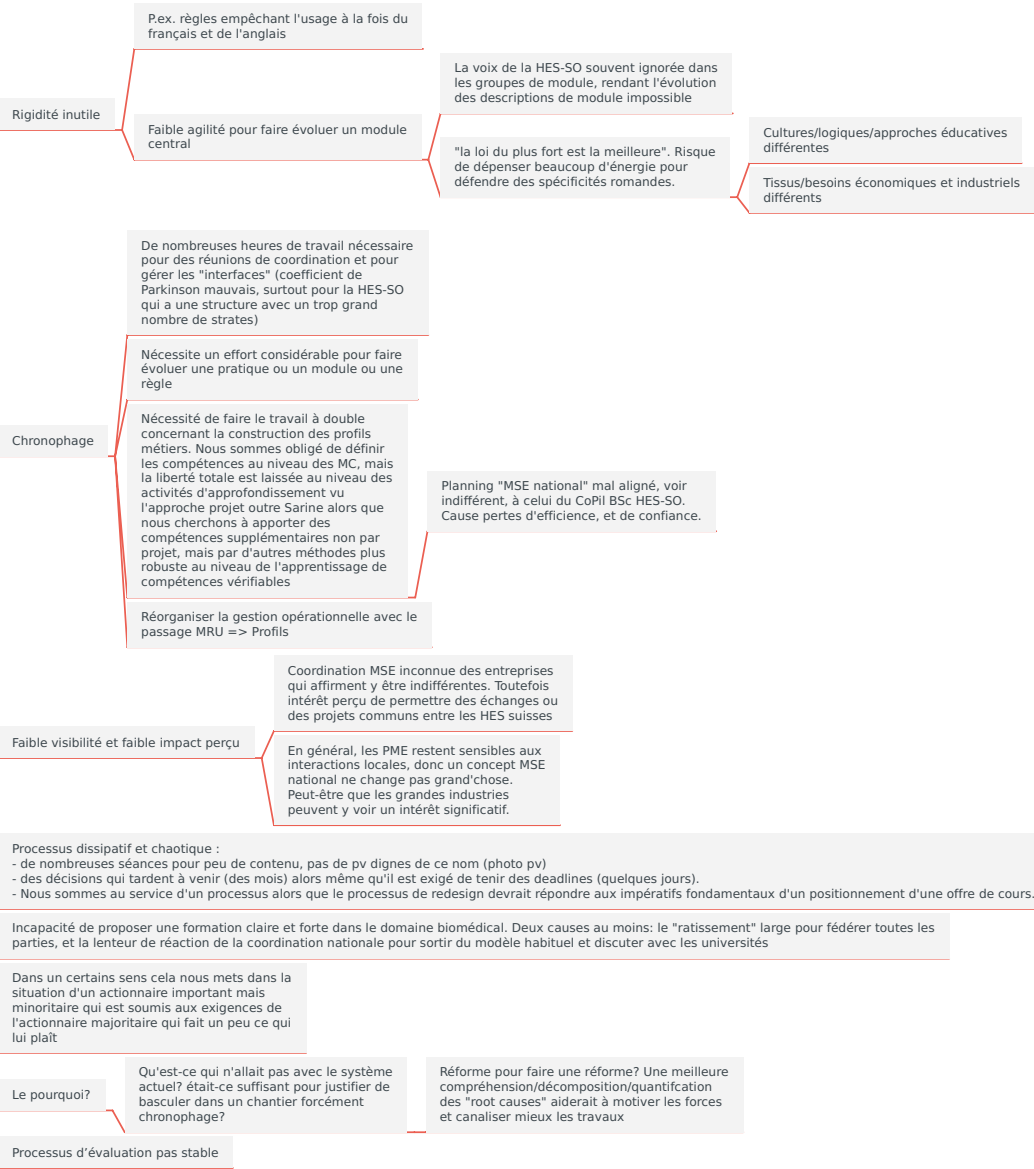 Rigidité inutile
P.ex. règles empêchant l'usage à la fois du
français et de l'anglais
Faible agilité pour faire évoluer un module
central
La voix de la HES-SO souvent ignorée dans
les groupes de module, rendant l'évolution
des descriptions de module impossible
"la loi du plus fort est la meilleure". Risque
de dépenser beaucoup d'énergie pour
défendre des spécificités romandes.
Cultures/logiques/approches éducatives
différentes
Tissus/besoins économiques et industriels
différents
Chronophage
De nombreuses heures de travail nécessaire
pour des réunions de coordination et pour
gérer les "interfaces" (coefficient de
Parkinson mauvais, surtout pour la HES-SO
qui a une structure avec un trop grand
nombre de strates)
Nécessite un effort considérable pour faire
évoluer une pratique ou un module ou une
règle
Nécessité de faire le travail à double
concernant la construction des profils
métiers. Nous sommes obligé de définir
les compétences au niveau des MC, mais
la liberté totale est laissée au niveau des
activités d'approfondissement vu
l'approche projet outre Sarine alors que
nous cherchons à apporter des
compétences supplémentaires non par
projet, mais par d'autres méthodes plus
robuste au niveau de l'apprentissage de
compétences vérifiables
Planning "MSE national" mal aligné, voir
indifférent, à celui du CoPil BSc HES-SO.
Cause pertes d'efficience, et de confiance.
Réorganiser la gestion opérationnelle avec le
passage MRU => Profils
Faible visibilité et faible impact perçu
Coordination MSE inconnue des entreprises
qui affirment y être indifférentes. Toutefois
intérêt perçu de permettre des échanges ou
des projets communs entre les HES suisses
En général, les PME restent sensibles aux
interactions locales, donc un concept MSE
national ne change pas grand'chose.
Peut-être que les grandes industries
peuvent y voir un intérêt significatif.
Processus dissipatif et chaotique :
- de nombreuses séances pour peu de contenu, pas de pv dignes de ce nom (photo pv)
- des décisions qui tardent à venir (des mois) alors même qu'il est exigé de tenir des deadlines (quelques jours).
- Nous sommes au service d'un processus alors que le processus de redesign devrait répondre aux impératifs fondamentaux d'un positionnement d'une offre de cours.
Incapacité de proposer une formation claire et forte dans le domaine biomédical. Deux causes au moins: le "ratissement" large pour fédérer toutes les
parties, et la lenteur de réaction de la coordination nationale pour sortir du modèle habituel et discuter avec les universités
Dans un certains sens cela nous mets dans la
situation d'un actionnaire important mais
minoritaire qui est soumis aux exigences de
l'actionnaire majoritaire qui fait un peu ce qui
lui plaît
Le pourquoi?
Qu'est-ce qui n'allait pas avec le système
actuel? était-ce suffisant pour justifier de
basculer dans un chantier forcément
chronophage?
Réforme pour faire une réforme? Une meilleure
compréhension/décomposition/quantifcation
des "root causes" aiderait à motiver les forces
et canaliser mieux les travaux
Processus d’évaluation pas stable